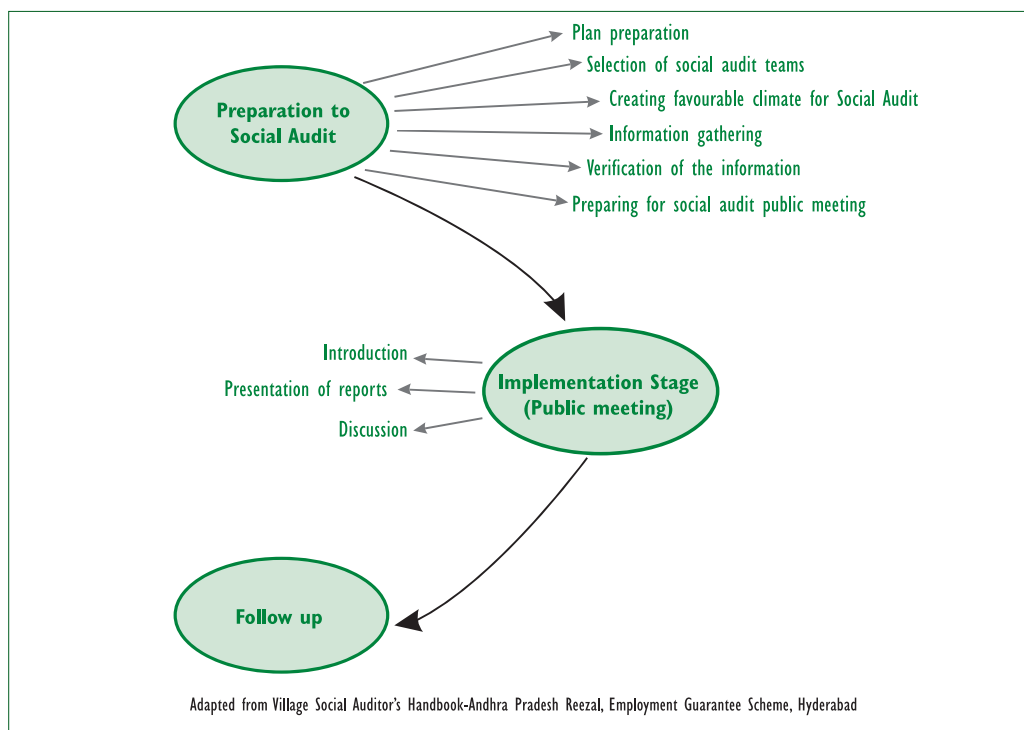 Plan preparation
Selection of social audit teams
Creating favourable climate for Social Audit
Information gathering
Verification of the information
Preparing for social audit public meeting
Preparation to
Social Audit
Introduction
Presentation of reports
Discussion
Implementation Stage
(Public meeting)
Follow up
Adapted from Village Social Auditor's Handbook-Andhra Pradesh Reezal, Employment Guarantee Scheme, Hyderabad